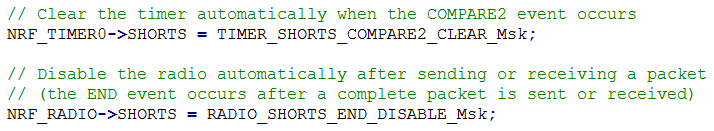 // Clear the timer automatically when the COMPARE2 event occurs
NRF_TIMER0->SHORTS = TIMER_SHORTS_COMPARE2_CLEAR_Msk;
// Disable the radio automatically after sending or receiving a packet
// (the END event occurs after a complete packet is sent or received)
NRF_RADIO->SHORTS = RADIO_SHORTS_END_DISABLE_Msk;